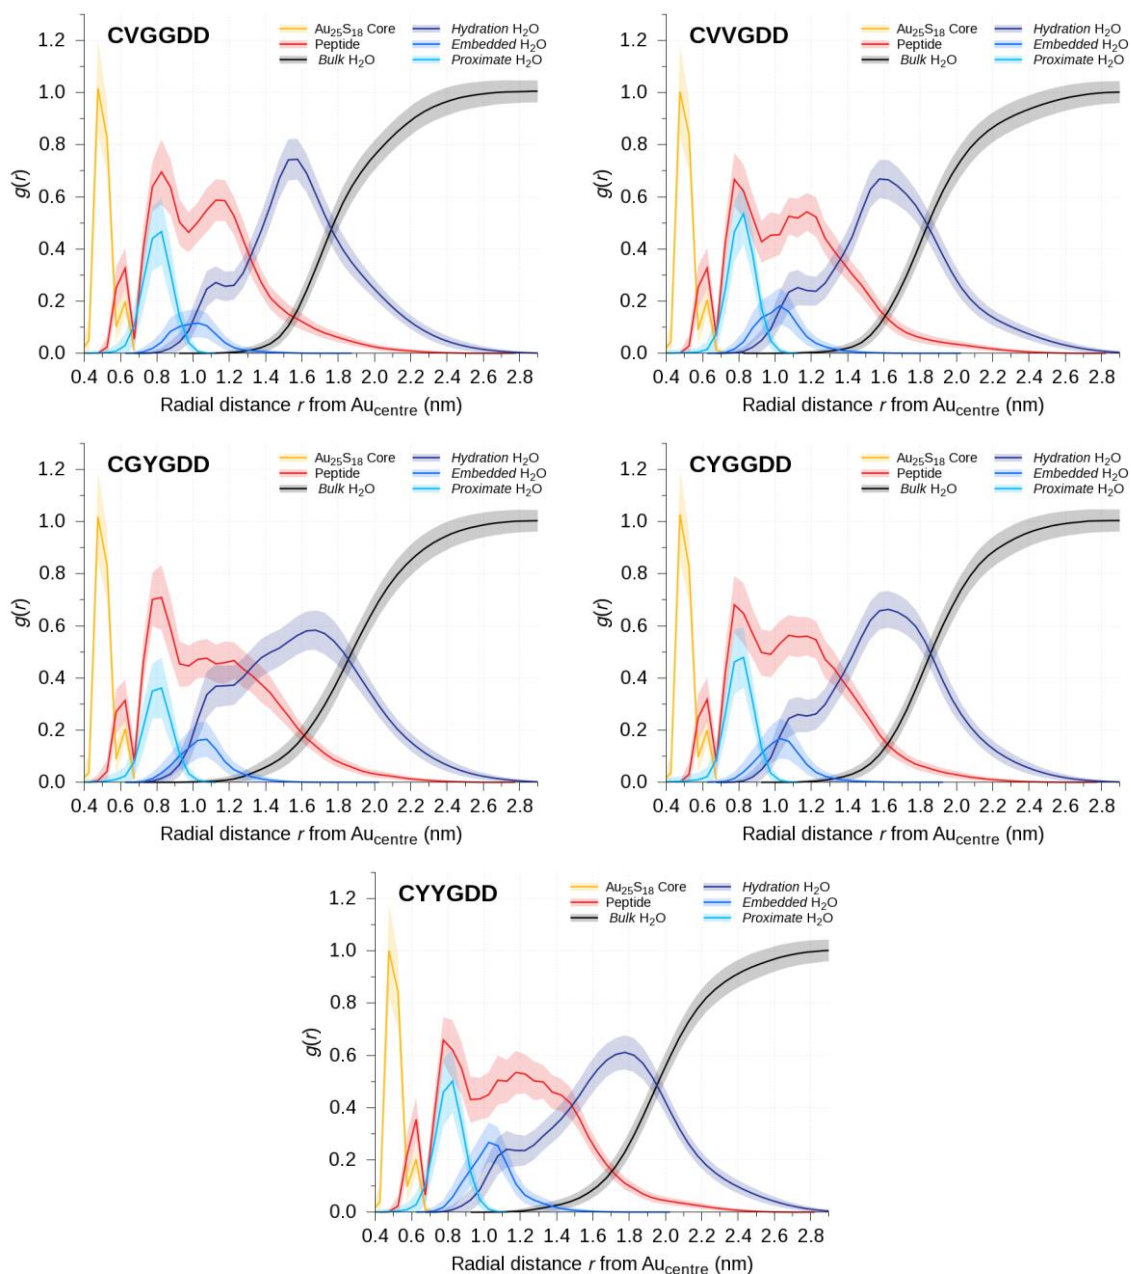 CVGGDD
Au25S18 Core
Peptide
Bulk H2O
Hydration H2O
Embedded H2O
Proximate H2O
g(r)
1.2
1.0
0.8
0.6
0.4
0.2
0.0
0.4 0.6 0.8 1.0 1.2 1.4 1.6 1.8 2.0 2.2 2.4 2.6 2.8
Radial distance r from Aucentre (nm)
CVVGDD
Au25S18 Core
Peptide
Bulk H2O
Hydration H2O
Embedded H2O
Proximate H2O
g(r)
1.2
1.0
0.8
0.6
0.4
0.2
0.0
0.4 0.6 0.8 1.0 1.2 1.4 1.6 1.8 2.0 2.2 2.4 2.6 2.8
Radial distance r from Aucentre (nm)
CGYGDD
Au25S18 Core
Peptide
Bulk H2O
Hydration H2O
Embedded H2O
Proximate H2O
g(r)
1.2
1.0
0.8
0.6
0.4
0.2
0.0
0.4 0.6 0.8 1.0 1.2 1.4 1.6 1.8 2.0 2.2 2.4 2.6 2.8
Radial distance r from Aucentre (nm)
CYGGDD
Au25S18 Core
Peptide
Bulk H2O
Hydration H2O
Embedded H2O
Proximate H2O
g(r)
1.2
1.0
0.8
0.6
0.4
0.2
0.0
0.4 0.6 0.8 1.0 1.2 1.4 1.6 1.8 2.0 2.2 2.4 2.6 2.8
Radial distance r from Aucentre (nm)
CYYGDD
Au25S18 Core
Peptide
Bulk H2O
Hydration H2O
Embedded H2O
Proximate H2O
g(r)
1.2
1.0
0.8
0.6
0.4
0.2
0.0
0.4 0.6 0.8 1.0 1.2 1.4 1.6 1.8 2.0 2.2 2.4 2.6 2.8
Radial distance r from Aucentre (nm)